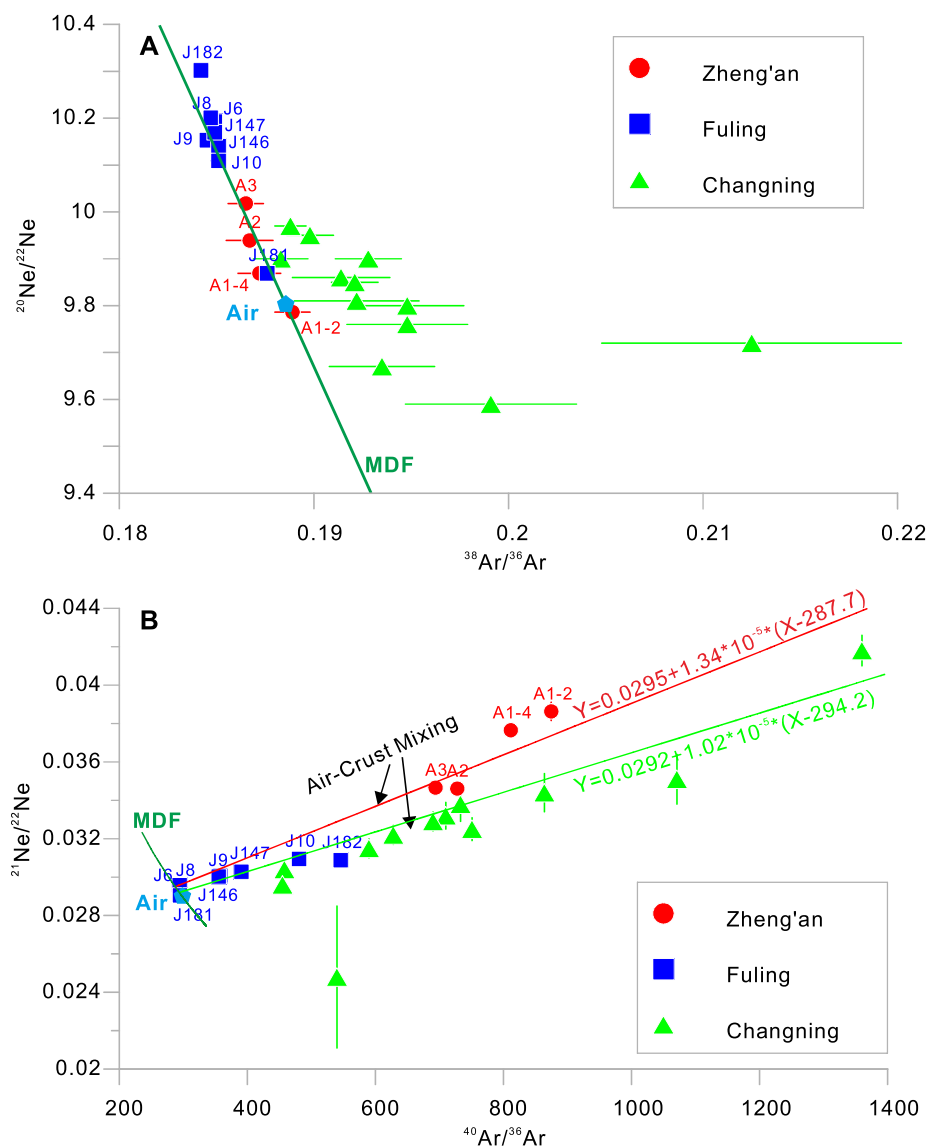 10.4
A
J182
10.2
J8
J6
J147
J9
J146
J10
A3
10
A2
J181
A1-4
Air
9.8
A1-2
9.6
MDF
9.4
20Ne/22Ne
0.18
0.19
0.2
0.21
0.22
38Ar/36Ar
Zheng'an
Fuling
Changning
0.044
B
Y=0.0295+1.34*10-5*(X-287.7)
0.04
A1-2
A1-4
Y=0.0292+1.02*10-5*(X-294.2)
Air-Crust Mixing
0.036
A3
A2
MDF
0.032
J10
J182
J9
J147
J6
J8
J146
Air
J181
0.028
0.024
0.02
21Ne/22Ne
200
400
600
800
1000
1200
1400
40Ar/36Ar
Zheng'an
Fuling
Changning